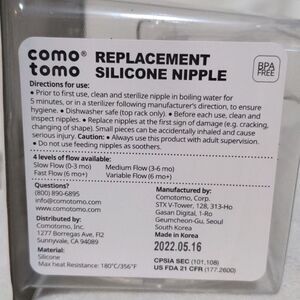 como® REPLACEMENT
tomo SILICONE NIPPLE
BPA
FREE
Directions for use:
• Prior to first use, clean and sterilize nipple in boiling water for
5 minutes, or in a sterilizer following manufacturer's direction, to ensure
hygiene. • Dishwasher safe (top rack only) • Before each use, clean and
inspect nipples. • Replace nipples at the first sign of damage (e.g. cracking,
changing of shape). Small pieces can be accidentally inhaled and cause
serious injury. Caution: • Always use this product with adult supervision.
• Do not use feeding nipples as soothers.
4 levels of flow available:
Slow Flow (0-3 mo) Medium Flow (3-6 mo)
Fast Flow (6 mo+) Variable Flow (6 mo+)
Questions?
(800) 890-6895
info@comotomo.com
www.comotomo.com
Distributed by:
Comotomo, Inc.
1277 Borregas Ave, Fl2
Sunnyvale, CA 94089
Material:
Silicone
Max heat Resistance: 180°C/356°F
Manufactured by:
Comotomo, Corp.
STX V-Tower, 128, 313-Ho.
Gasan Digital, 1-Ro
Geumcheon-Gu, Seoul
South Korea
Made in Korea
2022.05.16
CPSIA SEC (101,108)
US FDA 21 CFR (177.2600)